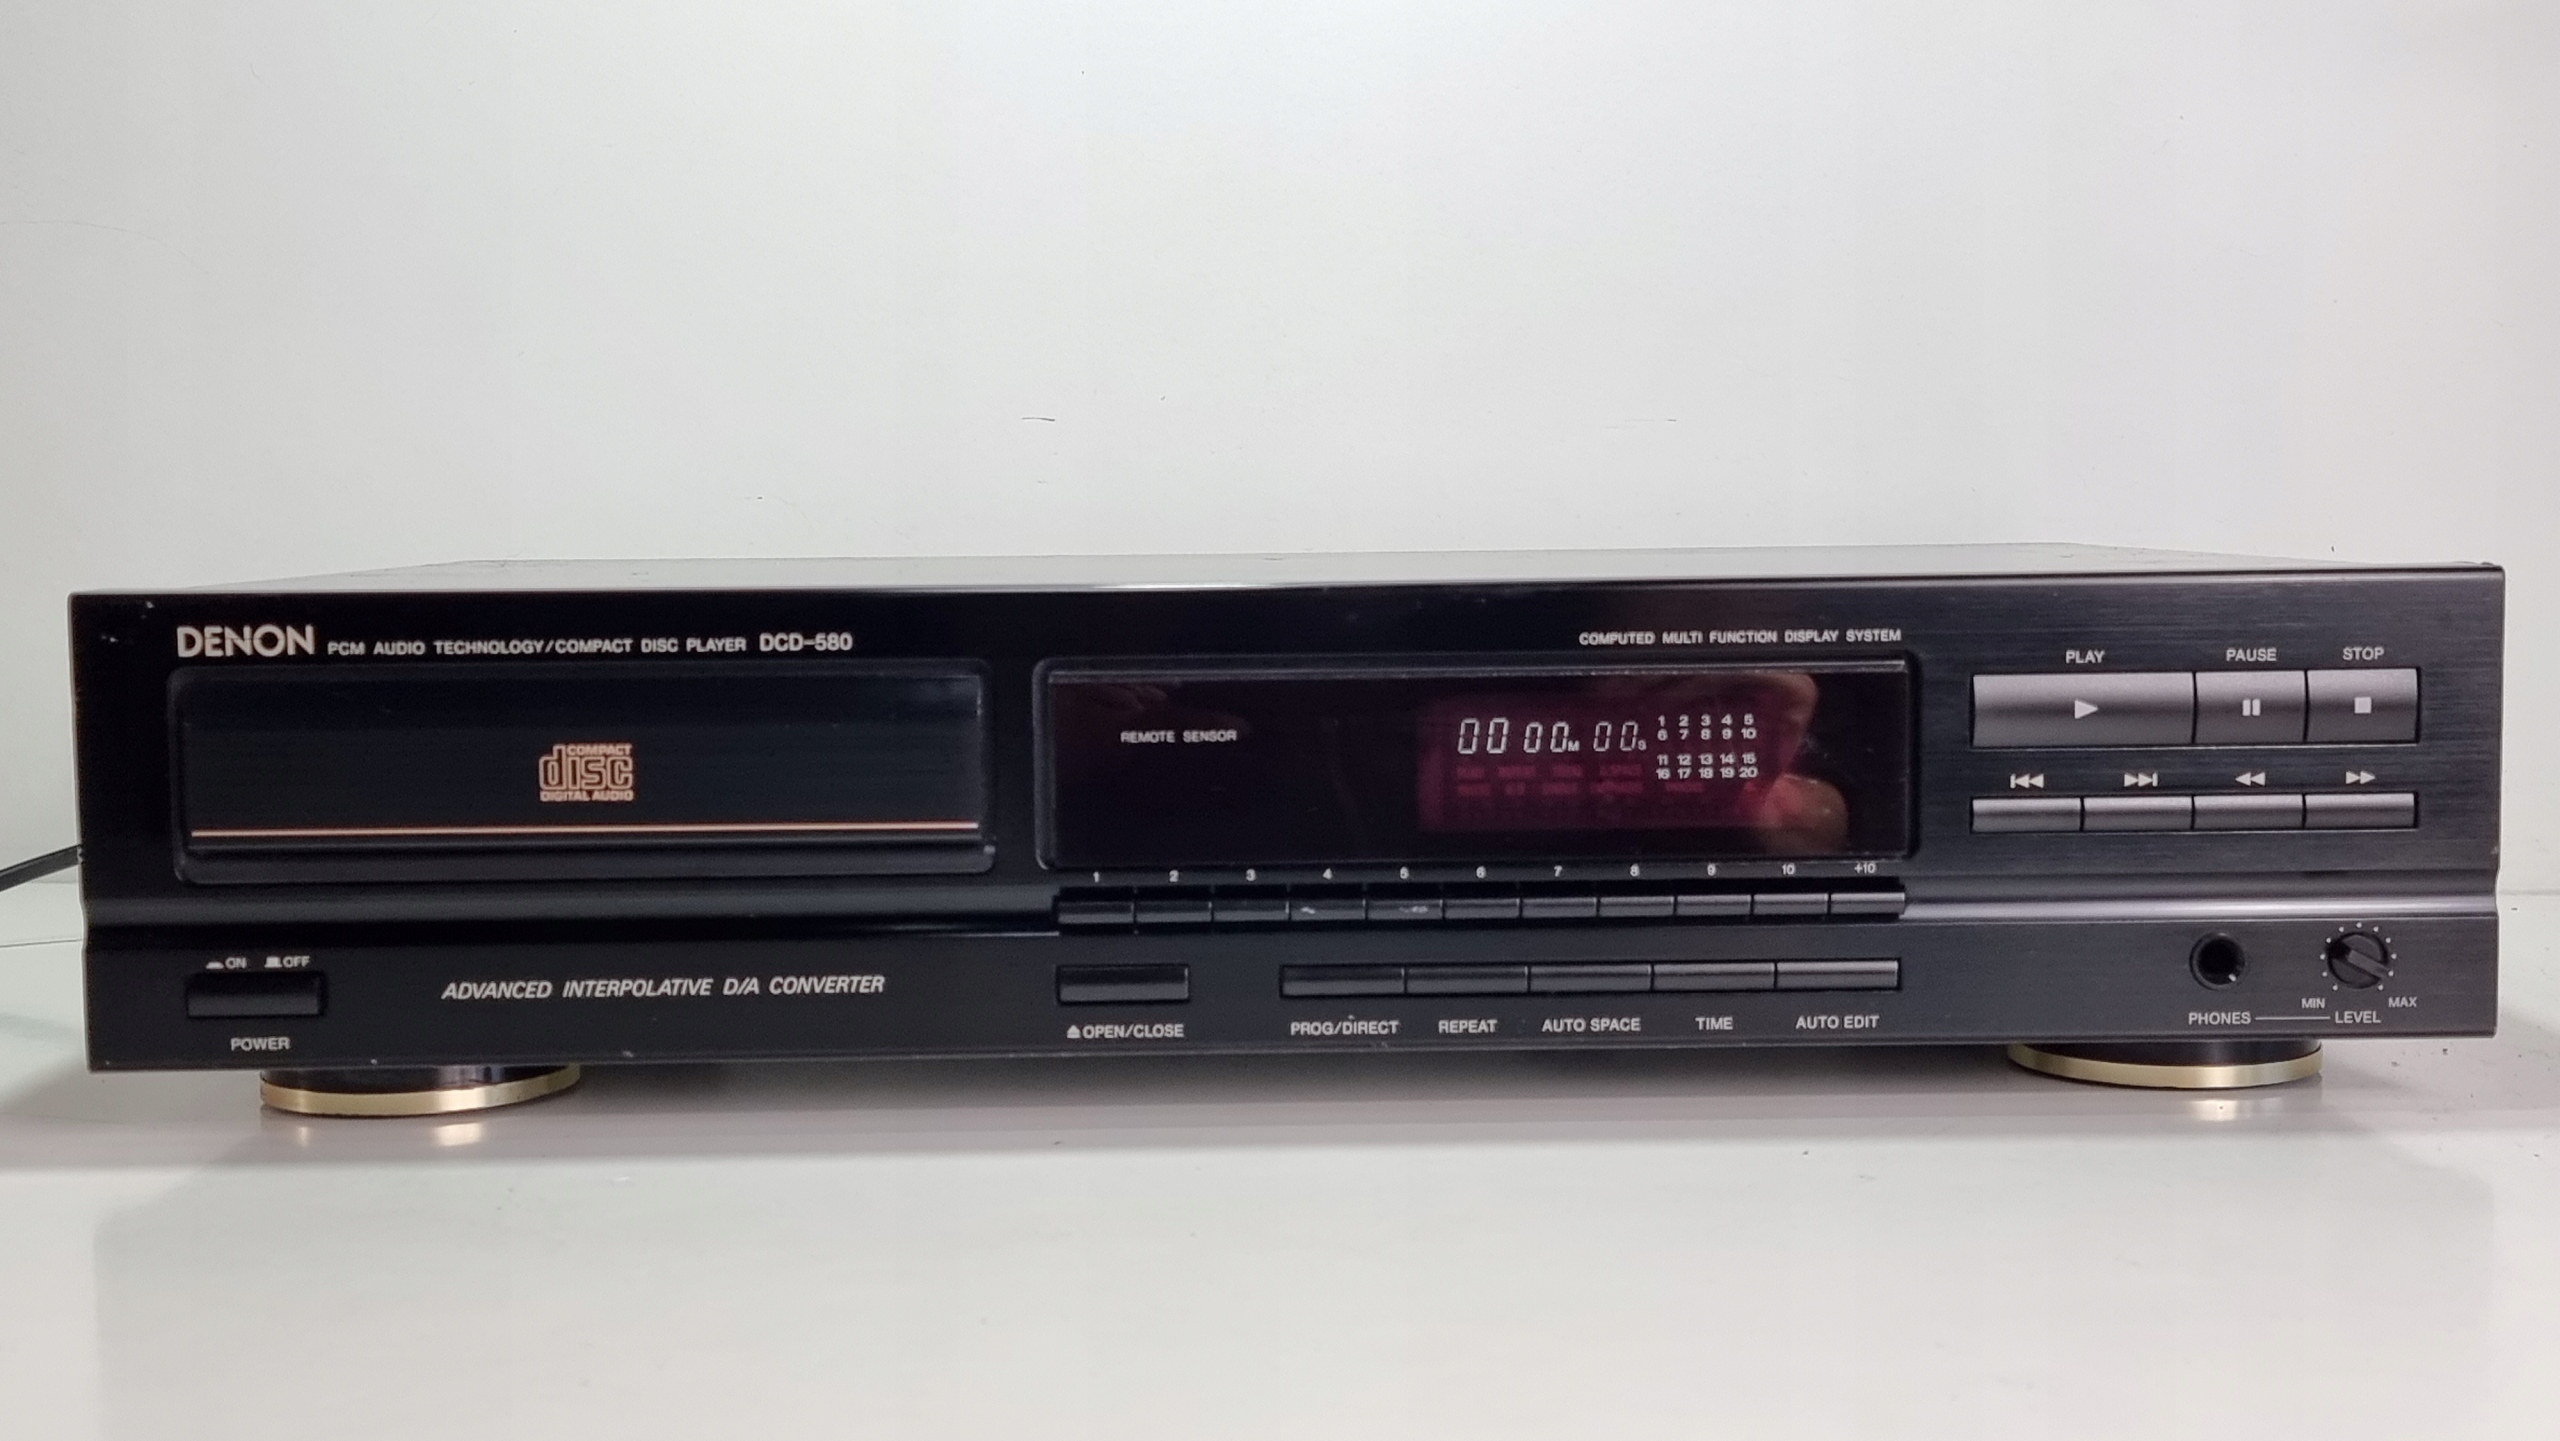 DENON PCM AUDIO TECHNOLOGY/COMPACT DISC PLAYER DCD-580
COMPUTED MULTI FUNCTION DISPLAY SYSTEM
PLAY PAUSE STOP
COMPACT
disc
DIGITAL AUDIO
REMOTE SENSOR
00 00M 00S
1 2 3 4 5
6 7 8 9 10
11 12 13 14 15
16 17 18 19 20
1 2 3 4 5 6 7 8 9 10 +10
ON OFF
POWER
ADVANCED INTERPOLATIVE D/A CONVERTER
OPEN/CLOSE
PROG/DIRECT REPEAT AUTO SPACE TIME AUTO EDIT
MIN MAX
PHONES LEVEL